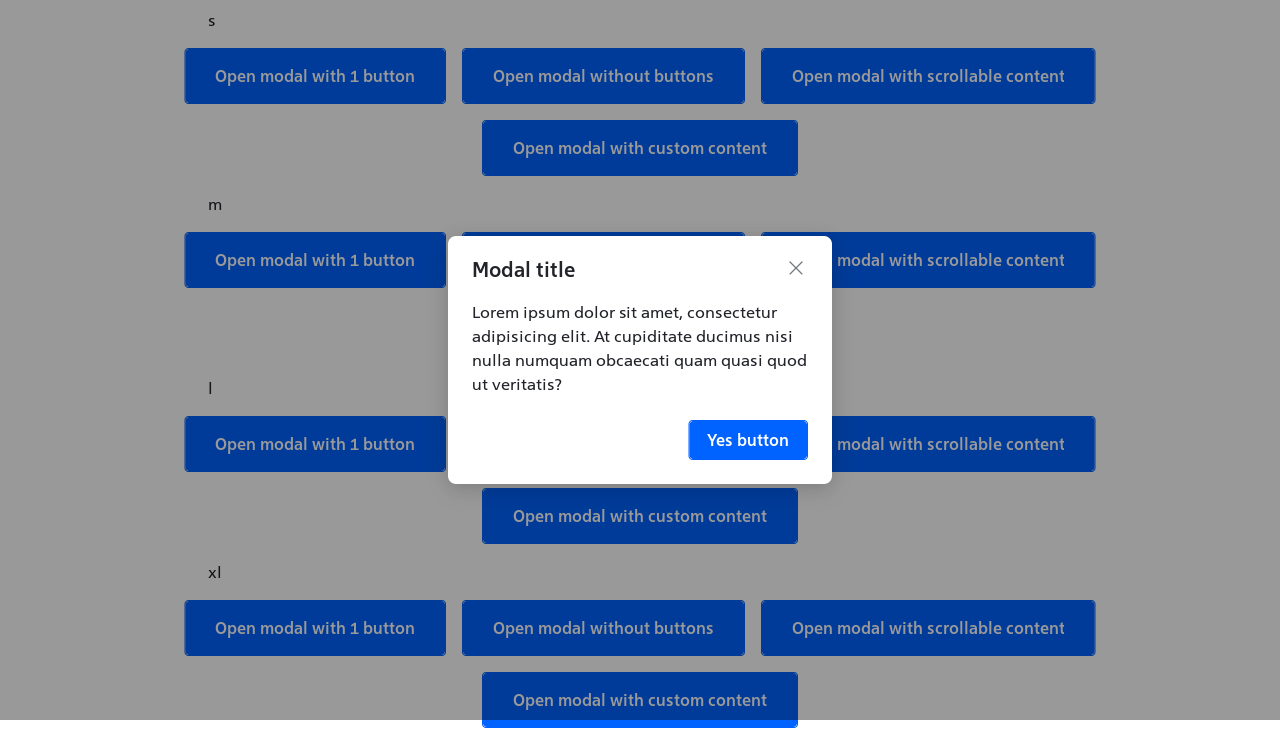 s
Open modal with 1 button
Open modal without buttons
Open modal with scrollable content
Open modal with custom content
m
Open modal with 1 button
modal with scrollable content
Modal title
Lorem ipsum dolor sit amet, consectetur
adipisicing elit. At cupiditate ducimus nisi
nulla numquam obcaecati quam quasi quod
ut veritatis?
Yes button
l
Open modal with 1 button
modal with scrollable content
Open modal with custom content
xl
Open modal with 1 button
Open modal without buttons
Open modal with scrollable content
Open modal with custom content